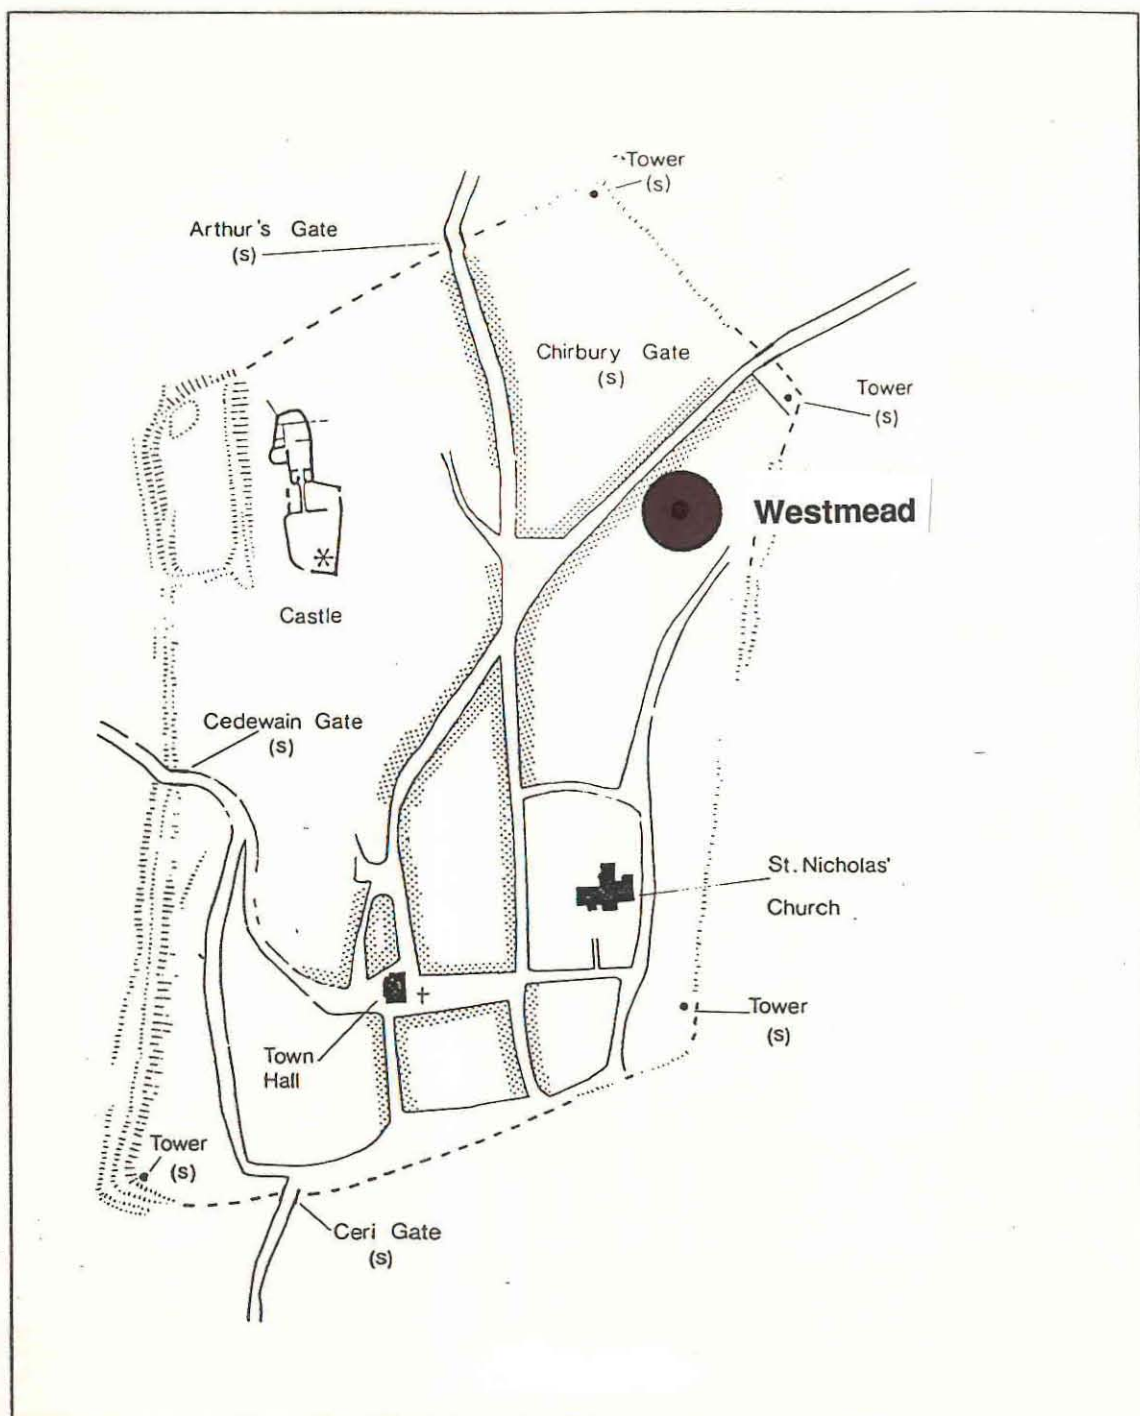 Tower
(s)
Arthur's Gate
(s)
Chirbury Gate
(s)
Tower
(s)
Westmead
Castle
Cedewain Gate
(s)
St. Nicholas'
Church
Tower
(s)
Town
Hall
Tower
(s)
Ceri Gate
(s)